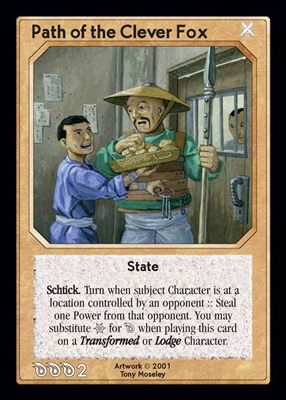 Path of the Clever Fox
State
Schtick. Turn when subject Character is at a
location controlled by an opponent :: Steal
one Power from that opponent. You may
substitute for when playing this card
on a Transformed or Lodge Character.
2
Artwork © 2001
Tony Moseley